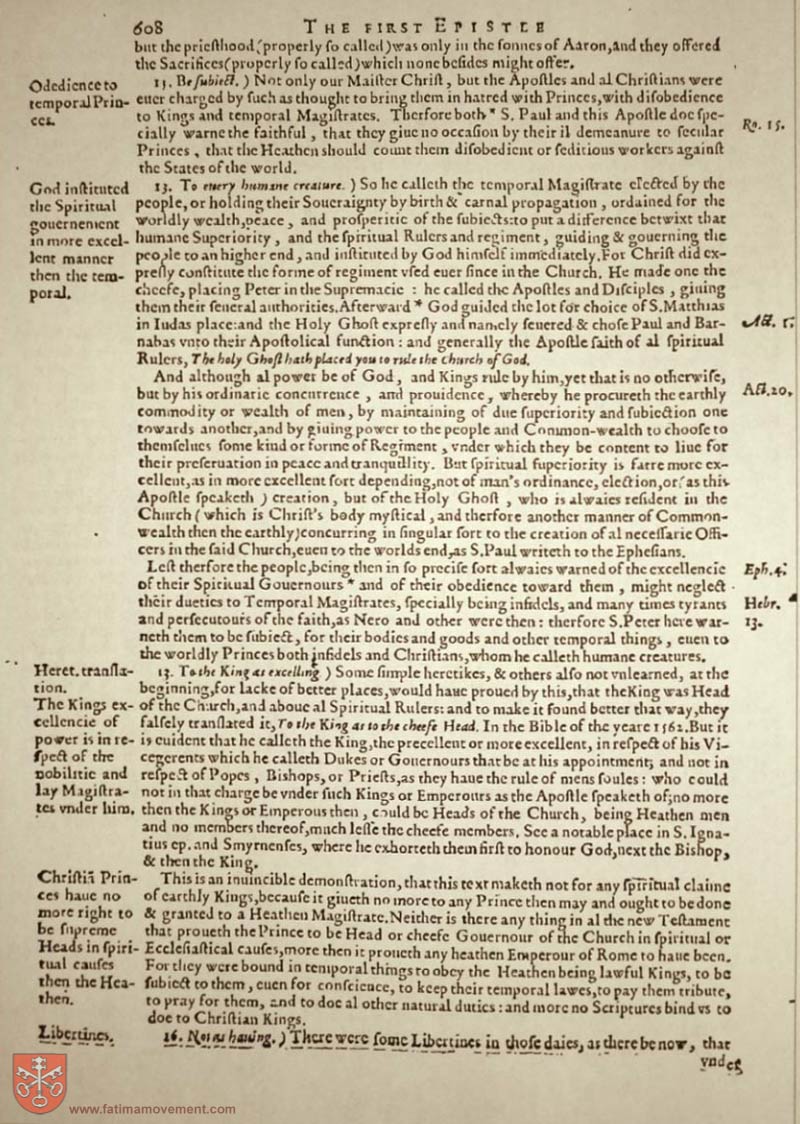 608 THE FIRST EPISTLE
but the priesthood (properly so called) was only in the sonnes of Aaron, and they offered
the Sacrifices (properly so called) which none besides might offer.
Odedience to
temporal Prin-
ces.
13. Be subiect. ) Not only our Maister Christ, but the Apostles and al Christians were
euer charged by such as thought to bring them in hatred with Princes, with disobedience
to Kings and temporal Magistrates. Therfore both * S. Paul and this Apostle doe spe-
cially warne the faithful, that they giue no occasion by their il demeanure to secular
Princes, that the Heathen should count them disobedient or seditious workers against
the States of the world.
Ro. 15.
God instituted
the Spiritual
gouernement
in more excel-
lent manner
then the tem-
poral.
13. To euery humane creature. ) So he calleth the temporal Magistrate elected by the
people, or holding their Soueraignty by birth & carnal propagation, ordained for the
worldly wealth, peace, and prosperitie of the subiects: to put a difference betwixt that
humane Superiority, and the spiritual Rulers and regiment, guiding & gouerning the
people to an higher end, and instituted by God himself immediately. For Christ did ex-
presly constitute the forme of regiment vsed euer since in the Church. He made one the
cheefe, placing Peter in the Supremacie : he called the Apostles and Disciples, giuing
them their seueral authorities. Afterward * God guided the lot for choice of S. Matthias
in Iudas place: and the Holy Ghost expresly and namely seuered & chose Paul and Bar-
nabas vnto their Apostolical function : and generally the Apostle saith of al spiritual
Rulers, The holy Ghost hath placed you to rule the church of God.
Act. 1.
And although al power be of God, and Kings rule by him, yet that is no otherwise,
but by his ordinarie concurrence, and prouidence, whereby he procureth the earthly
commodity or wealth of men, by maintaining of due superiority and subiection one
towards another, and by giuing power to the people and Common-wealth to choose to
themselues some kind or forme of Regiment, vnder which they be content to liue for
their preseruation in peace and tranquillity. But spiritual superiority is farre more ex-
cellent, as in more excellent sort depending, not of man's ordinance, election, or (as this
Apostle speaketh ) creation, but of the Holy Ghost, who is alwaies resident in the
Church ( which is Christ's body mystical, and therfore another manner of Common-
wealth then the earthly) concurring in singular sort to the creation of al necessarie Offi-
cers in the said Church, euen to the worlds end, as S. Paul writeth to the Ephesians.
Act. 20.
Lest therfore the people, being then in so precise sort alwaies warned of the excellencie
of their Spiritual Gouernours * and of their obedience toward them, might neglect
their dueties to Temporal Magistrates, specially being infidels, and many times tyrants
and persecutours of the faith, as Nero and other were then : therfore S. Peter here war-
neth them to be subiect, for their bodies and goods and other temporal things, euen to
the worldly Princes both infidels and Christians, whom he calleth humane creatures.
Eph. 4.
Hebr.
13.
Heret. transla-
tion.
The Kings ex-
cellencie of
power is in re-
spect of the
nobilitie and
lay Magistra-
tes vnder him.
13. To the King as excelling ) Some simple heretikes, & others also not vnlearned, at the
beginning, for lacke of better places, would haue proued by this, that the King was Head
of the Church, and aboue al Spiritual Rulers: and to make it found better that way, they
falsely translated it, To the King as to the cheefe Head. In the Bible of the yeare 1562. But it
is euident that he calleth the King, the precellent or more excellent, in respect of his Vi-
cegerents which he calleth Dukes or Gouernours that be at his appointment; and not in
respect of Popes, Bishops, or Priests, as they haue the rule of mens soules : who could
not in that charge be vnder such Kings or Emperours as the Apostle speaketh of; no more
then the Kings or Emperous then, could be Heads of the Church, being Heathen men
and no members thereof, much lesse the cheefe members. See a notable place in S. Igna-
tius ep. and Smyrnenses, where he exhorteth them first to honour God, next the Bishop,
& then the King.
Christiā Prin-
ces haue no
more right to
be supreme
Heads in spiri-
tual causes
then the Hea-
then.
This is an inuincible demonstration, that this text maketh not for any spiritual claime
of earthly Kings, because it giueth no more to any Prince then may and ought to be done
& granted to a Heathen Magistrate. Neither is there any thing in al the new Testament
that proueth the Prince to be Head or cheefe Gouernour of the Church in spiritual or
Ecclesiastical causes, more then it proueth any heathen Emperour of Rome to haue been.
For they were bound in temporal things to obey the Heathen being lawful Kings, to be
subiect to them, euen for conscience, to keep their temporal lawes, to pay them tribute,
to pray for them, and to doe al other natural duties : and more no Scriptures bind vs to
doe to Christian Kings.
Libertines.
16. Not as hauing. ) There were some Libertines in those daies, as there be now, that
vnder
www.fatimamovement.com